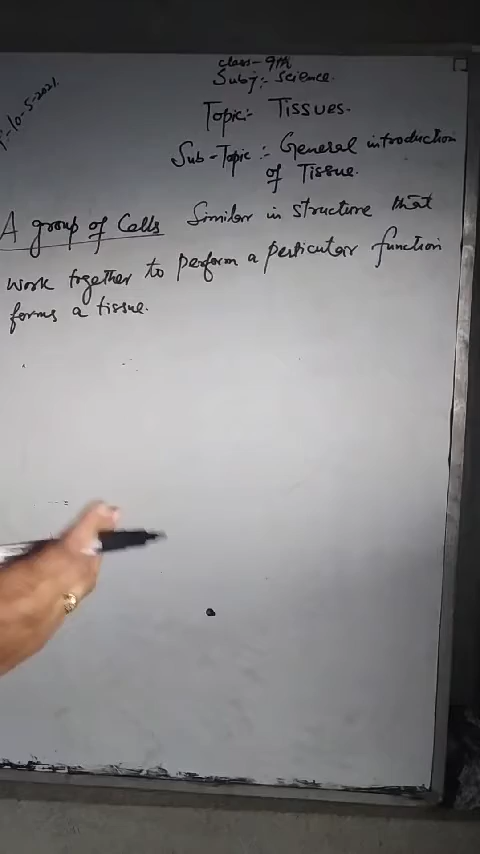 class-9th
Subj:- Science.
10-5-2021.
Topic:- Tissues.
Sub-Topic:- General introduction
of Tissue.
A group of Cells Similar in structure that
work together to perform a perticular function
forms a tissue.